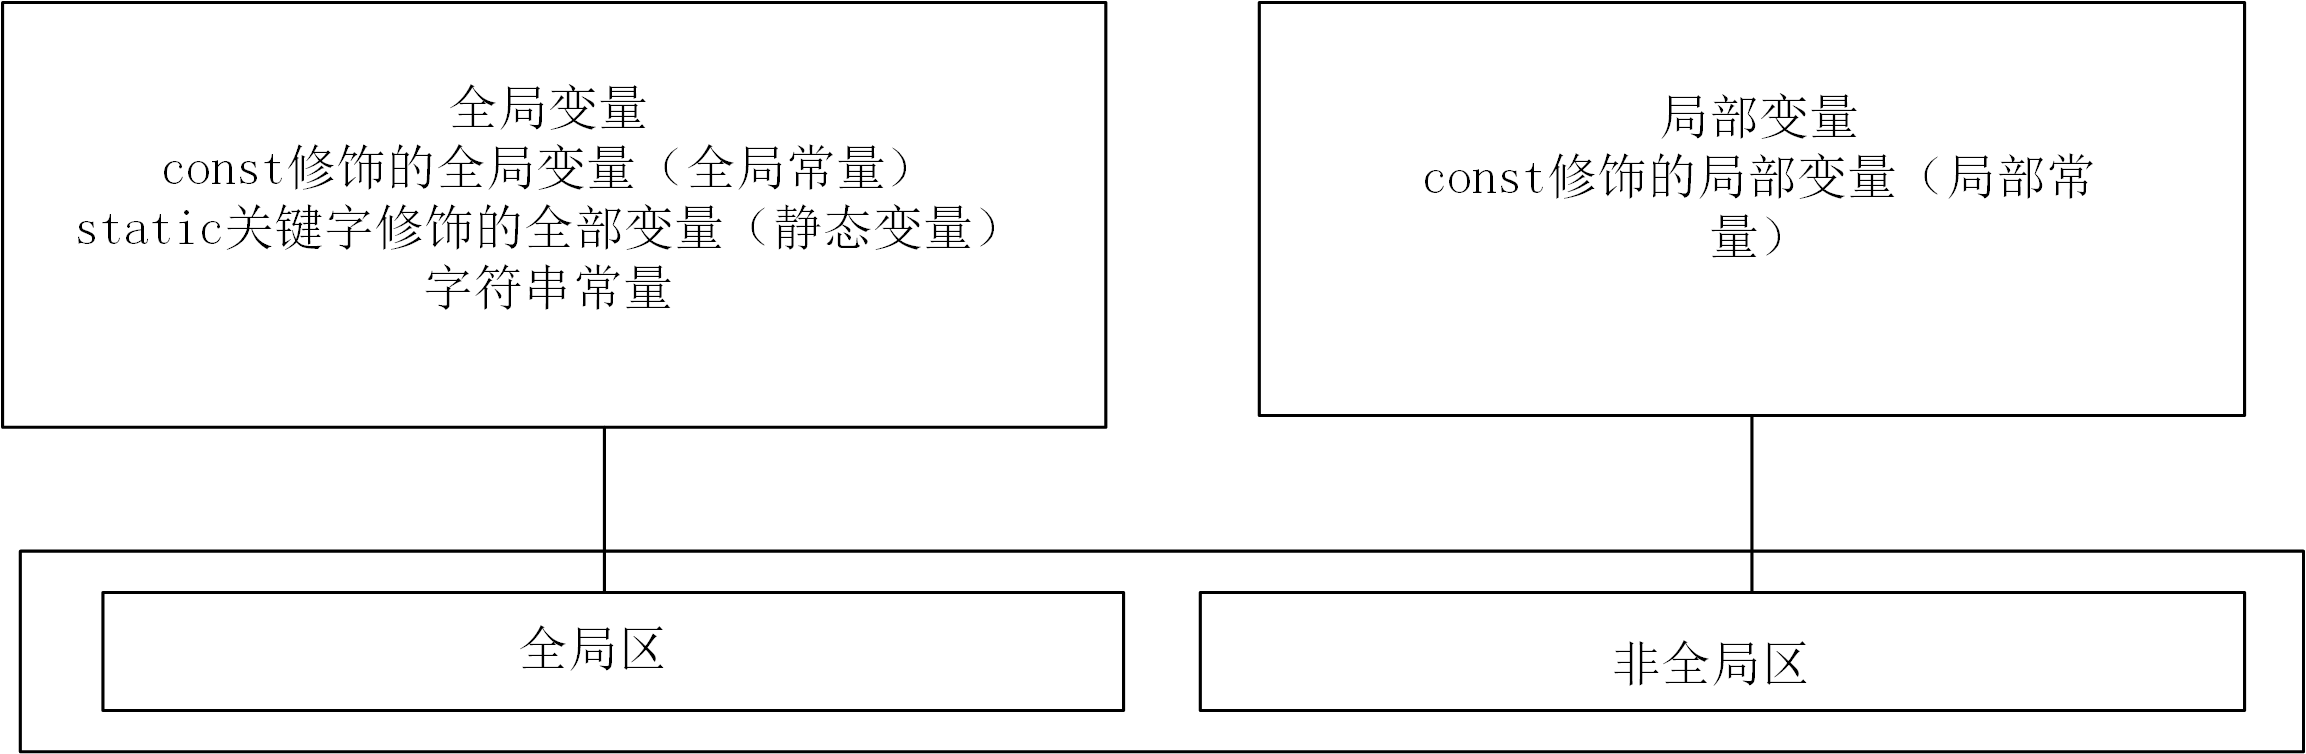 全局变量
const修饰的全局变量（全局常量）
static关键字修饰的全部变量（静态变量）
字符串常量
局部变量
const修饰的局部变量（局部常
量）
全局区
非全局区